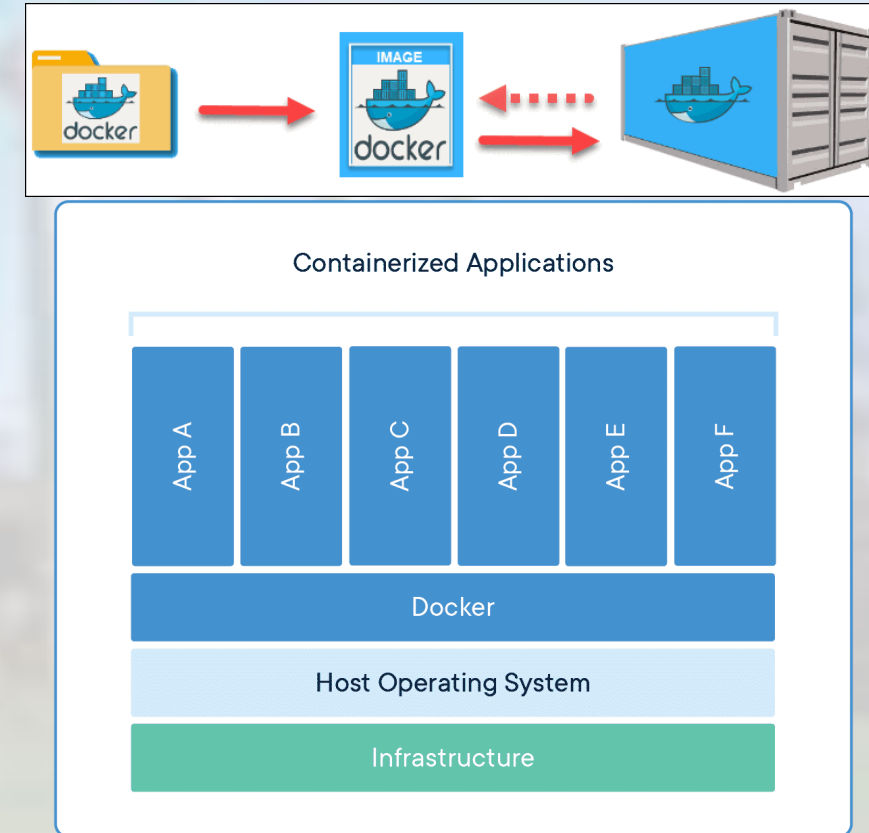 docker
IMAGE
docker
Containerized Applications
App A
App B
App C
App D
App E
App F
Docker
Host Operating System
Infrastructure